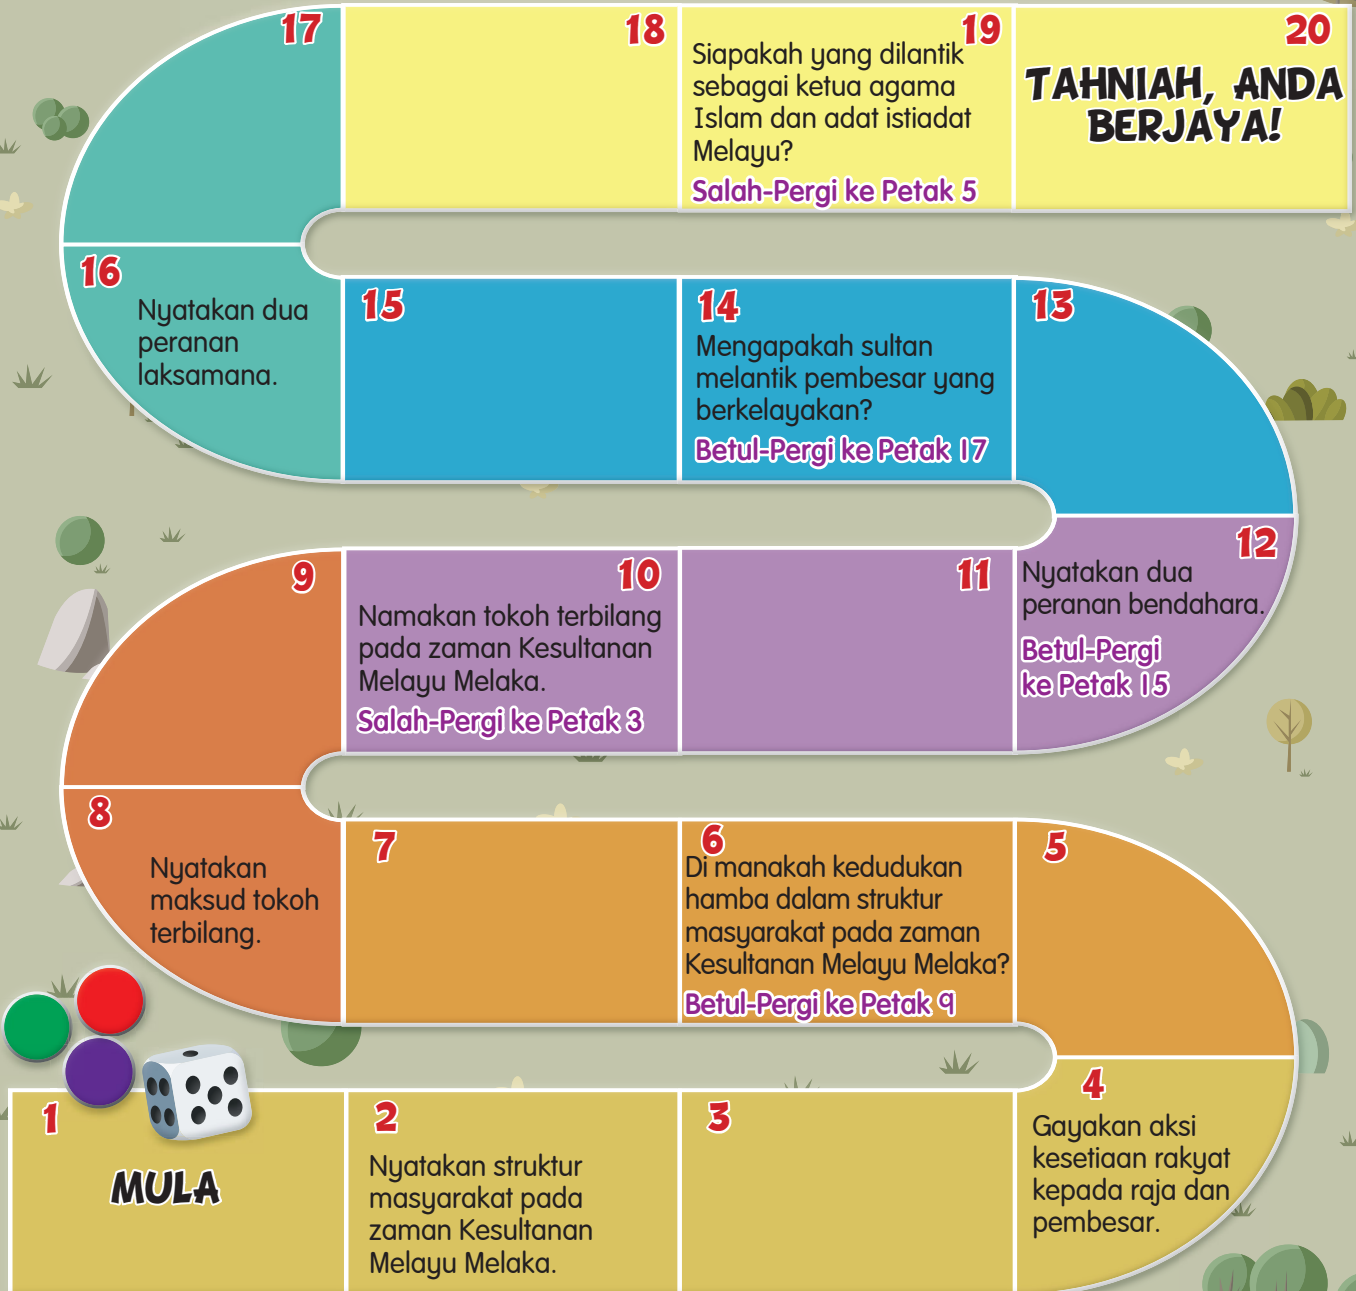 17
18
19
Siapakah yang dilantik
sebagai ketua agama
Islam dan adat istiadat
Melayu?
Salah-Pergi ke Petak 5
20
TAHNIAH, ANDA
BERJAYA!
16
Nyatakan dua
peranan
laksamana.
15
14
Mengapakah sultan
melantik pembesar yang
berkelayakan?
Betul-Pergi ke Petak 17
13
9
10
Namakan tokoh terbilang
pada zaman Kesultanan
Melayu Melaka.
Salah-Pergi ke Petak 3
11
12
Nyatakan dua
peranan bendahara.
Betul-Pergi
ke Petak 15
8
Nyatakan
maksud tokoh
terbilang.
7
6
Di manakah kedudukan
hamba dalam struktur
masyarakat pada zaman
Kesultanan Melayu Melaka?
Betul-Pergi ke Petak 9
5
1
MULA
2
Nyatakan struktur
masyarakat pada
zaman Kesultanan
Melayu Melaka.
3
4
Gayakan aksi
kesetiaan rakyat
kepada raja dan
pembesar.